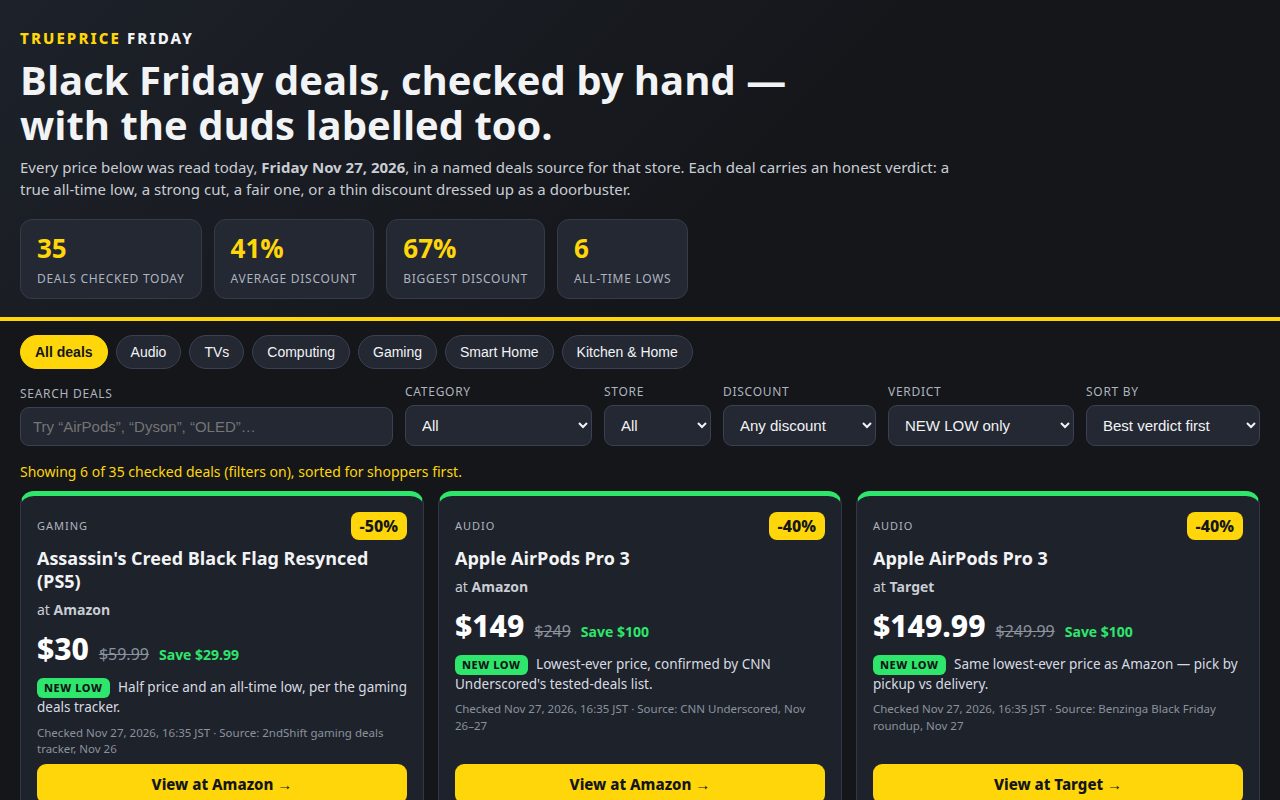 TRUEPRICE FRIDAY
Black Friday deals, checked by hand —
with the duds labelled too.
Every price below was read today, Friday Nov 27, 2026, in a named deals source for that store. Each deal carries an honest verdict: a
true all-time low, a strong cut, a fair one, or a thin discount dressed up as a doorbuster.
35
DEALS CHECKED TODAY
41%
AVERAGE DISCOUNT
67%
BIGGEST DISCOUNT
6
ALL-TIME LOWS
All deals
Audio
TVs
Computing
Gaming
Smart Home
Kitchen & Home
SEARCH DEALS
Try “AirPods”, “Dyson”, “OLED”…
CATEGORY
All
STORE
All
DISCOUNT
Any discount
VERDICT
NEW LOW only
SORT BY
Best verdict first
Showing 6 of 35 checked deals (filters on), sorted for shoppers first.
GAMING
-50%
Assassin's Creed Black Flag Resynced
(PS5)
at Amazon
$30 $59.99 Save $29.99
NEW LOW Half price and an all-time low, per the gaming
deals tracker.
Checked Nov 27, 2026, 16:35 JST · Source: 2ndShift gaming deals
tracker, Nov 26
View at Amazon →
AUDIO
-40%
Apple AirPods Pro 3
at Amazon
$149 $249 Save $100
NEW LOW Lowest-ever price, confirmed by CNN
Underscored's tested-deals list.
Checked Nov 27, 2026, 16:35 JST · Source: CNN Underscored, Nov
26–27
View at Amazon →
AUDIO
-40%
Apple AirPods Pro 3
at Target
$149.99 $249.99 Save $100
NEW LOW Same lowest-ever price as Amazon — pick by
pickup vs delivery.
Checked Nov 27, 2026, 16:35 JST · Source: Benzinga Black Friday
roundup, Nov 27
View at Target →